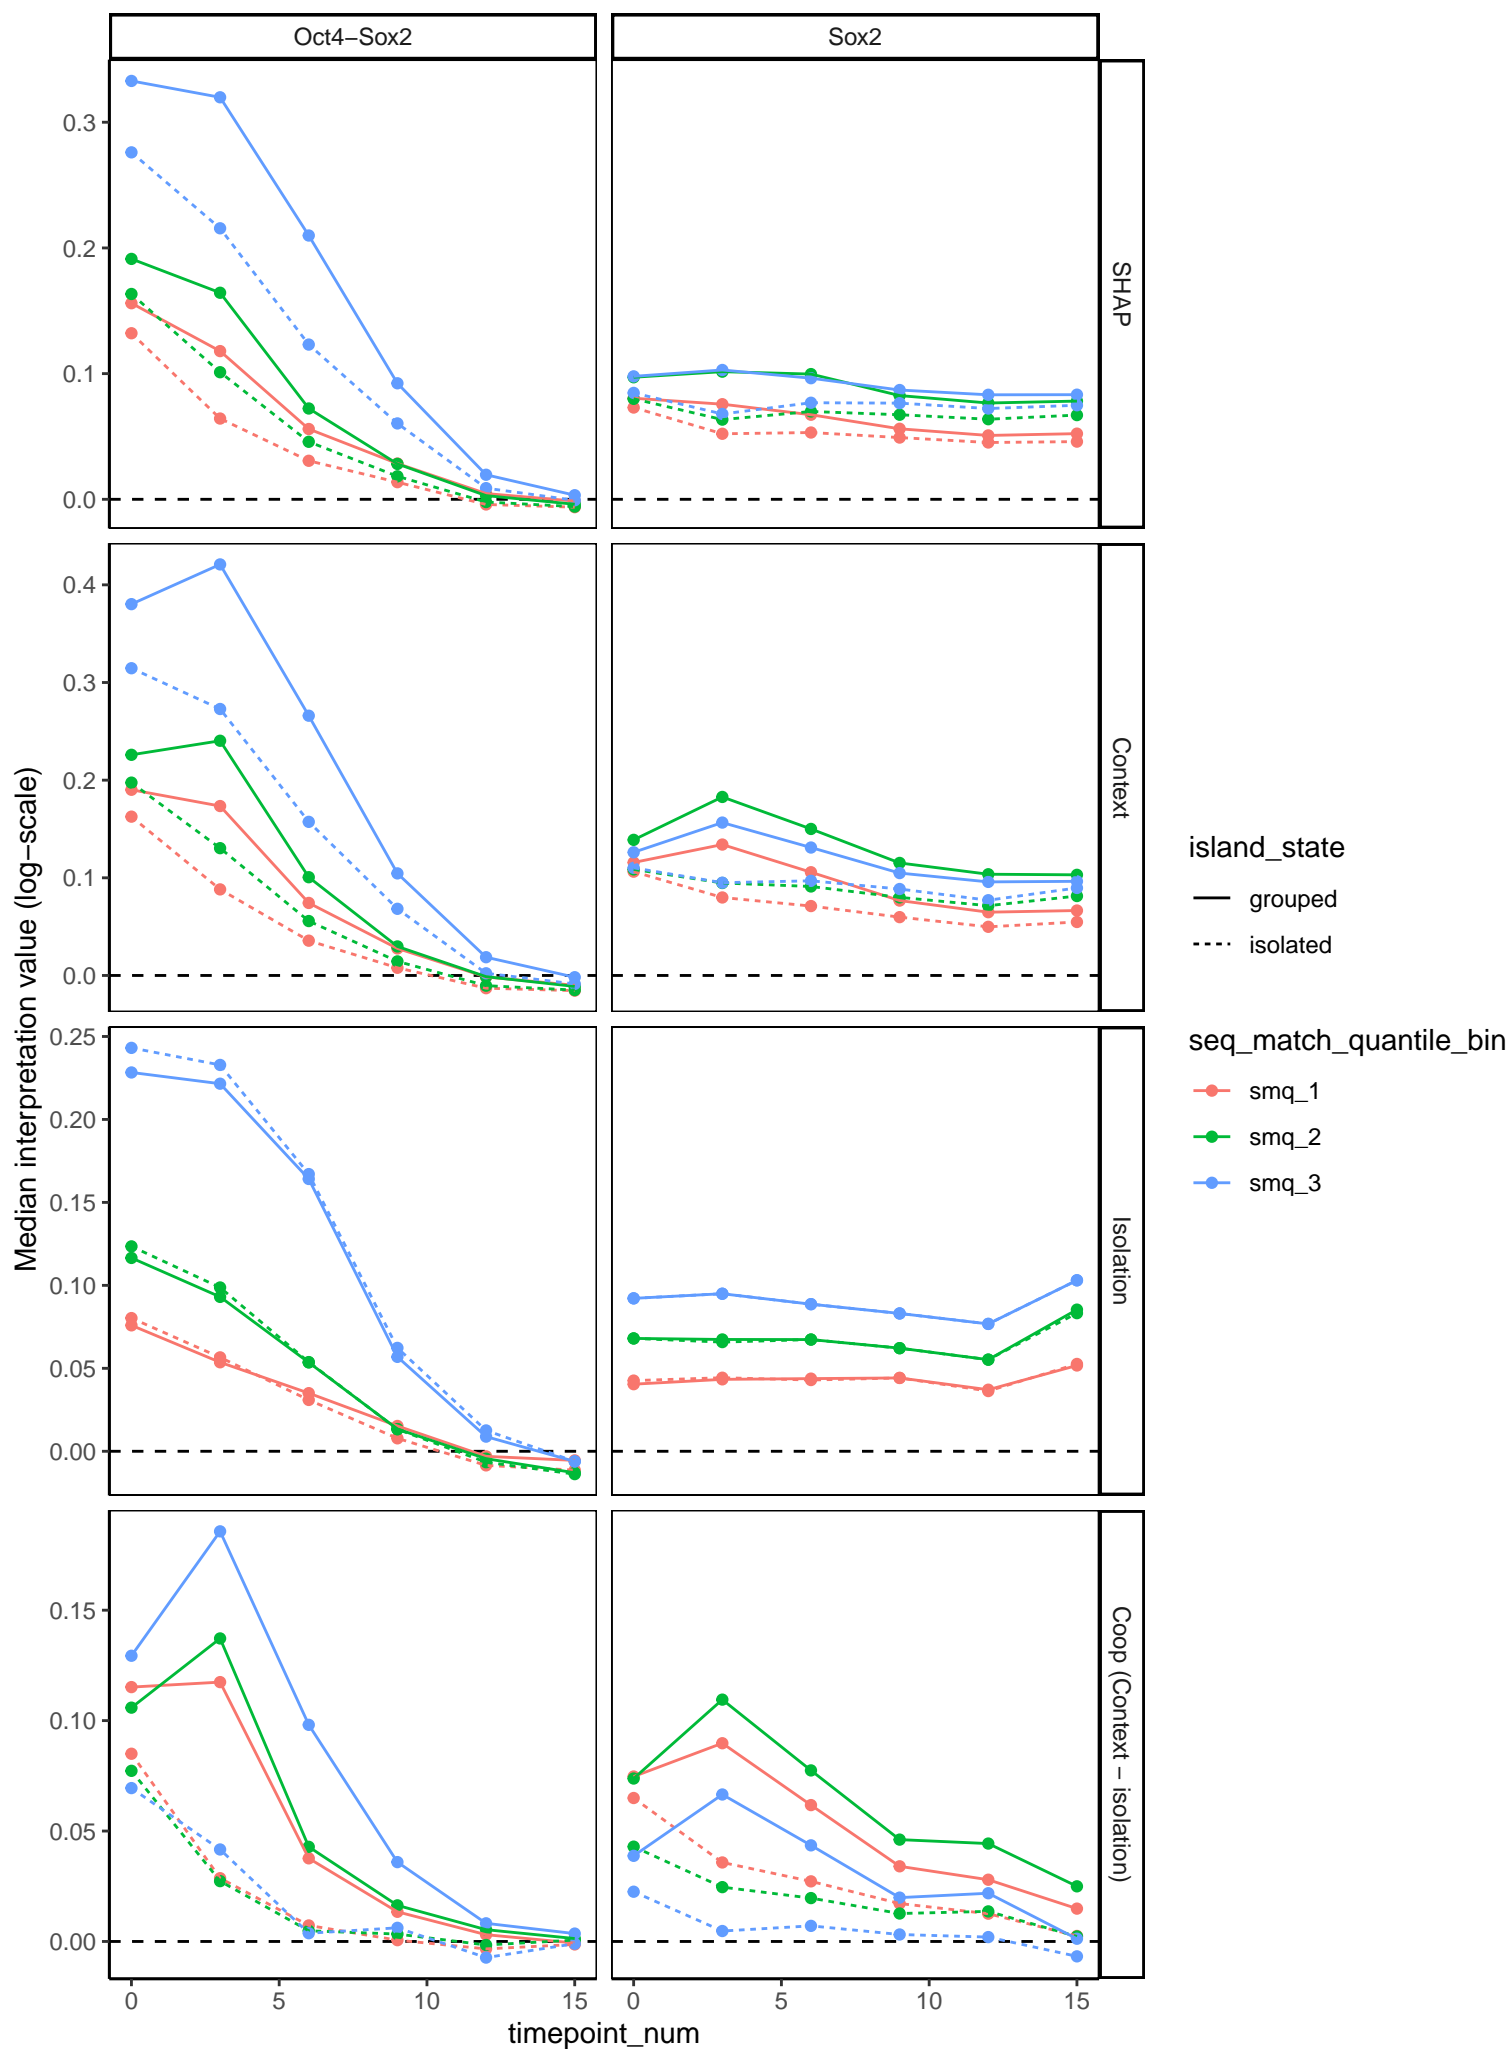 Oct4−Sox2
Sox2
0.3
0.2
0.1
0.0
SHAP
0.4
0.3
0.2
0.1
0.0
Context
0.25
0.20
0.15
0.10
0.05
0.00
Isolation
0.15
0.10
0.05
0.00
Coop (Context − isolation)
0
5
10
15
0
5
10
15
timepoint_num
Median interpretation value (log−scale)
island_state
grouped
isolated
seq_match_quantile_bin
smq_1
smq_2
smq_3